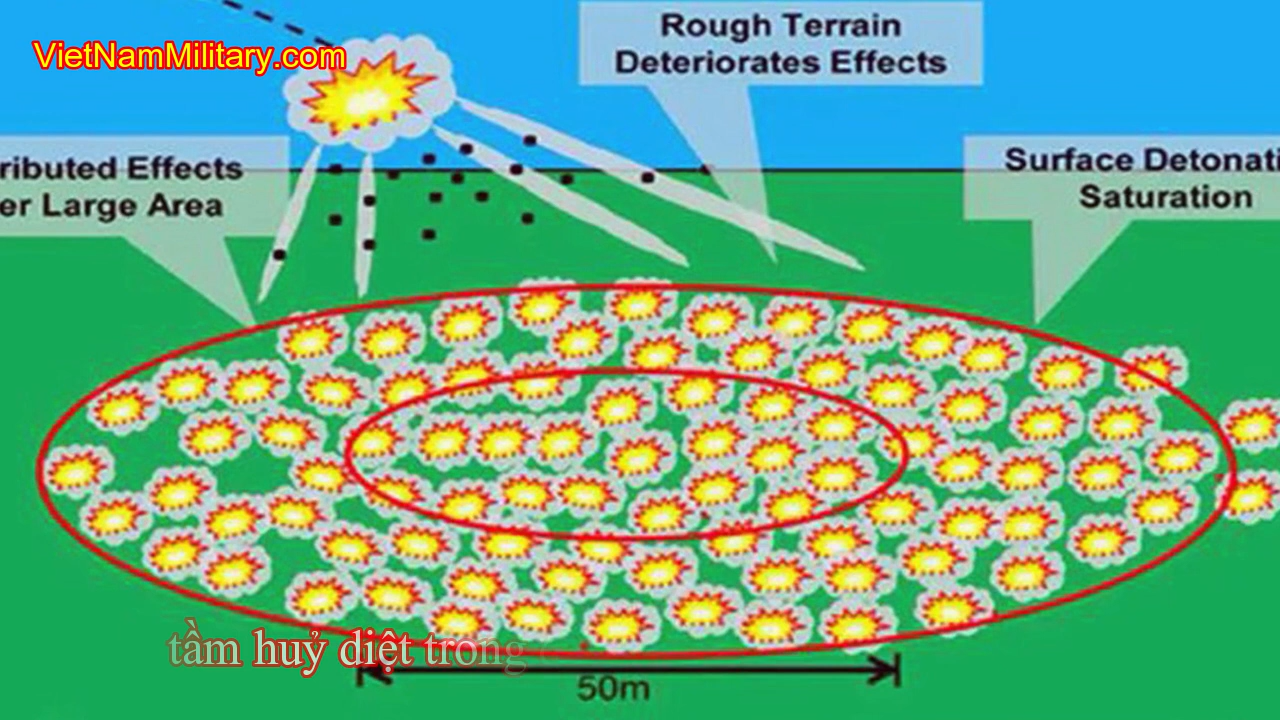 VietNamMilitary.com
Rough Terrain
Deteriorates Effects
ributed Effects
er Large Area
Surface Detonati
Saturation
tầm huỷ diệt trong
50m